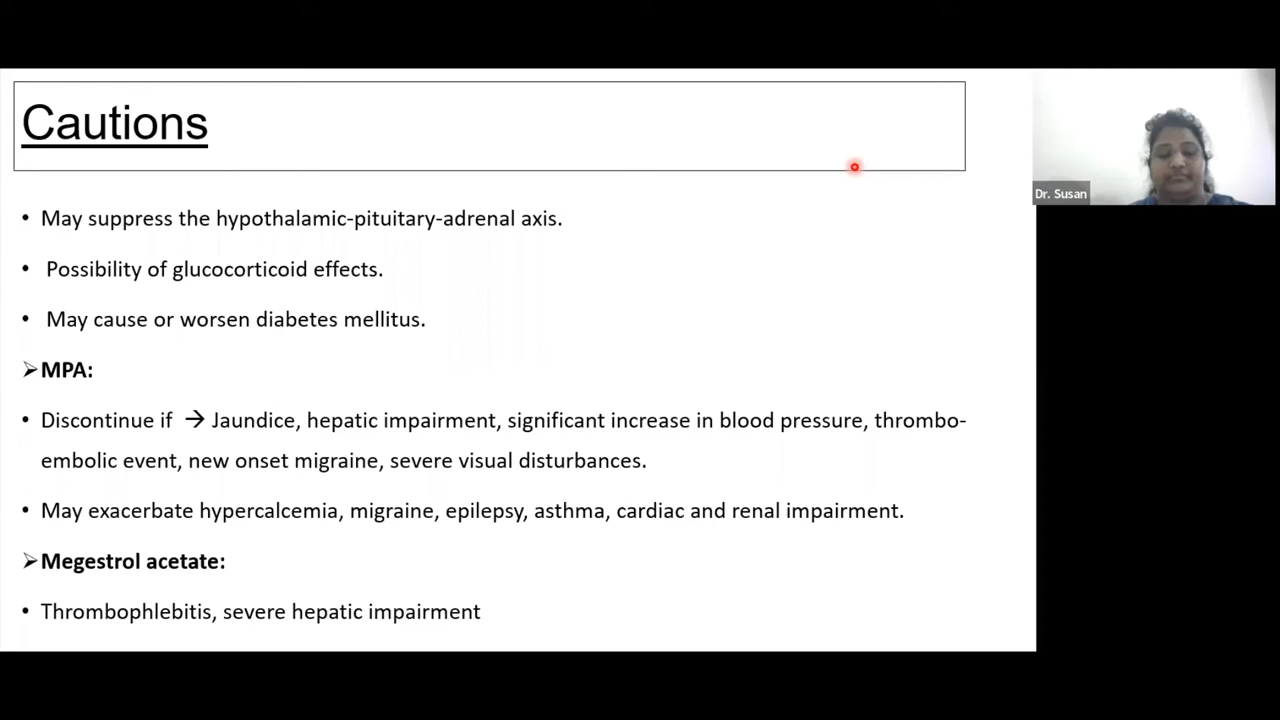 Cautions
• May suppress the hypothalamic-pituitary-adrenal axis.
• Possibility of glucocorticoid effects.
• May cause or worsen diabetes mellitus.
➢MPA:
• Discontinue if → Jaundice, hepatic impairment, significant increase in blood pressure, thrombo-
embolic event, new onset migraine, severe visual disturbances.
• May exacerbate hypercalcemia, migraine, epilepsy, asthma, cardiac and renal impairment.
➢Megestrol acetate:
• Thrombophlebitis, severe hepatic impairment
Dr. Susan